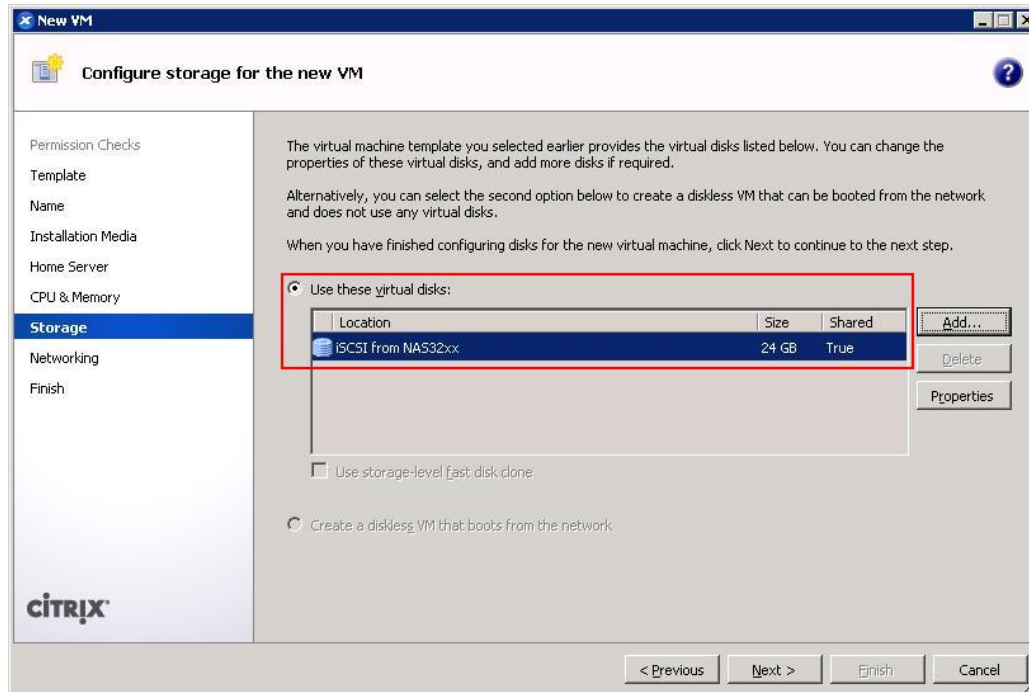 New VM
Configure storage for the new VM
Permission Checks
Template
Name
Installation Media
Home Server
CPU & Memory
Storage
Networking
Finish
The virtual machine template you selected earlier provides the virtual disks listed below. You can change the
properties of these virtual disks, and add more disks if required.
Alternatively, you can select the second option below to create a diskless VM that can be booted from the network
and does not use any virtual disks.
When you have finished configuring disks for the new virtual machine, click Next to continue to the next step.
Use these virtual disks:
Location Size Shared
iSCSI from NAS32xx 24 GB True
Add...
Delete
Properties
Use storage-level fast disk clone
Create a diskless VM that boots from the network
CITRIX
< Previous Next > Finish Cancel